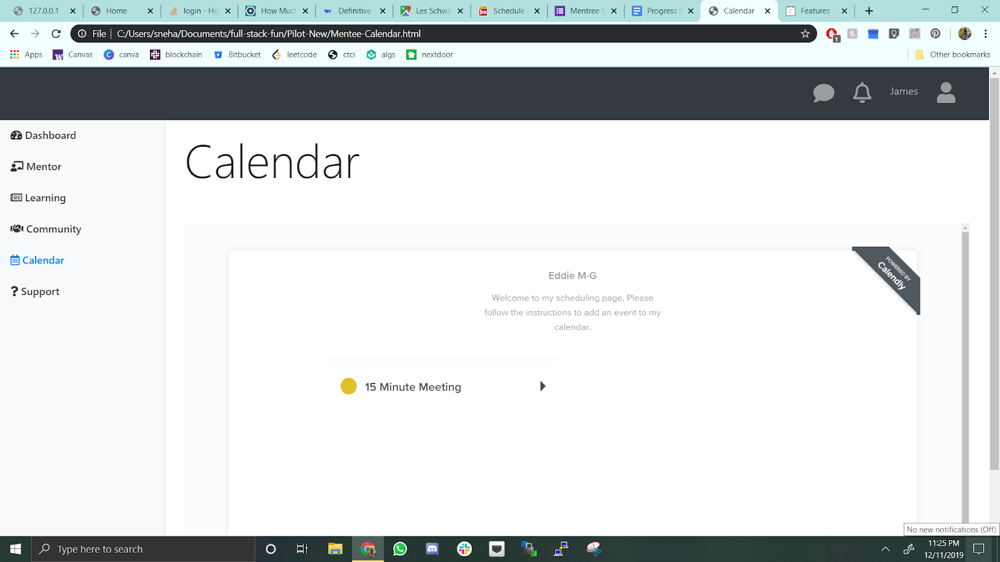 127.0.0.1
Home
login - Ho
How Muc
Definitive
Les Schwa
Schedule
Mentree
Progress
Calendar
Features -
File
C:/Users/sneha/Documents/full-stack-fun/Pilot-New/Mentee-Calendar.html
1
Apps
Canvas
canva
blockchain
Bitbucket
leetcode
ctci
algs
nextdoor
Other bookmarks
James
Dashboard
Mentor
Learning
Community
Calendar
Support
Calendar
POWERED BY
Calendly
Eddie M-G
Welcome to my scheduling page. Please
follow the instructions to add an event to my
calendar.
15 Minute Meeting
No new notifications (Off)
Type here to search
11:25 PM
12/11/2019